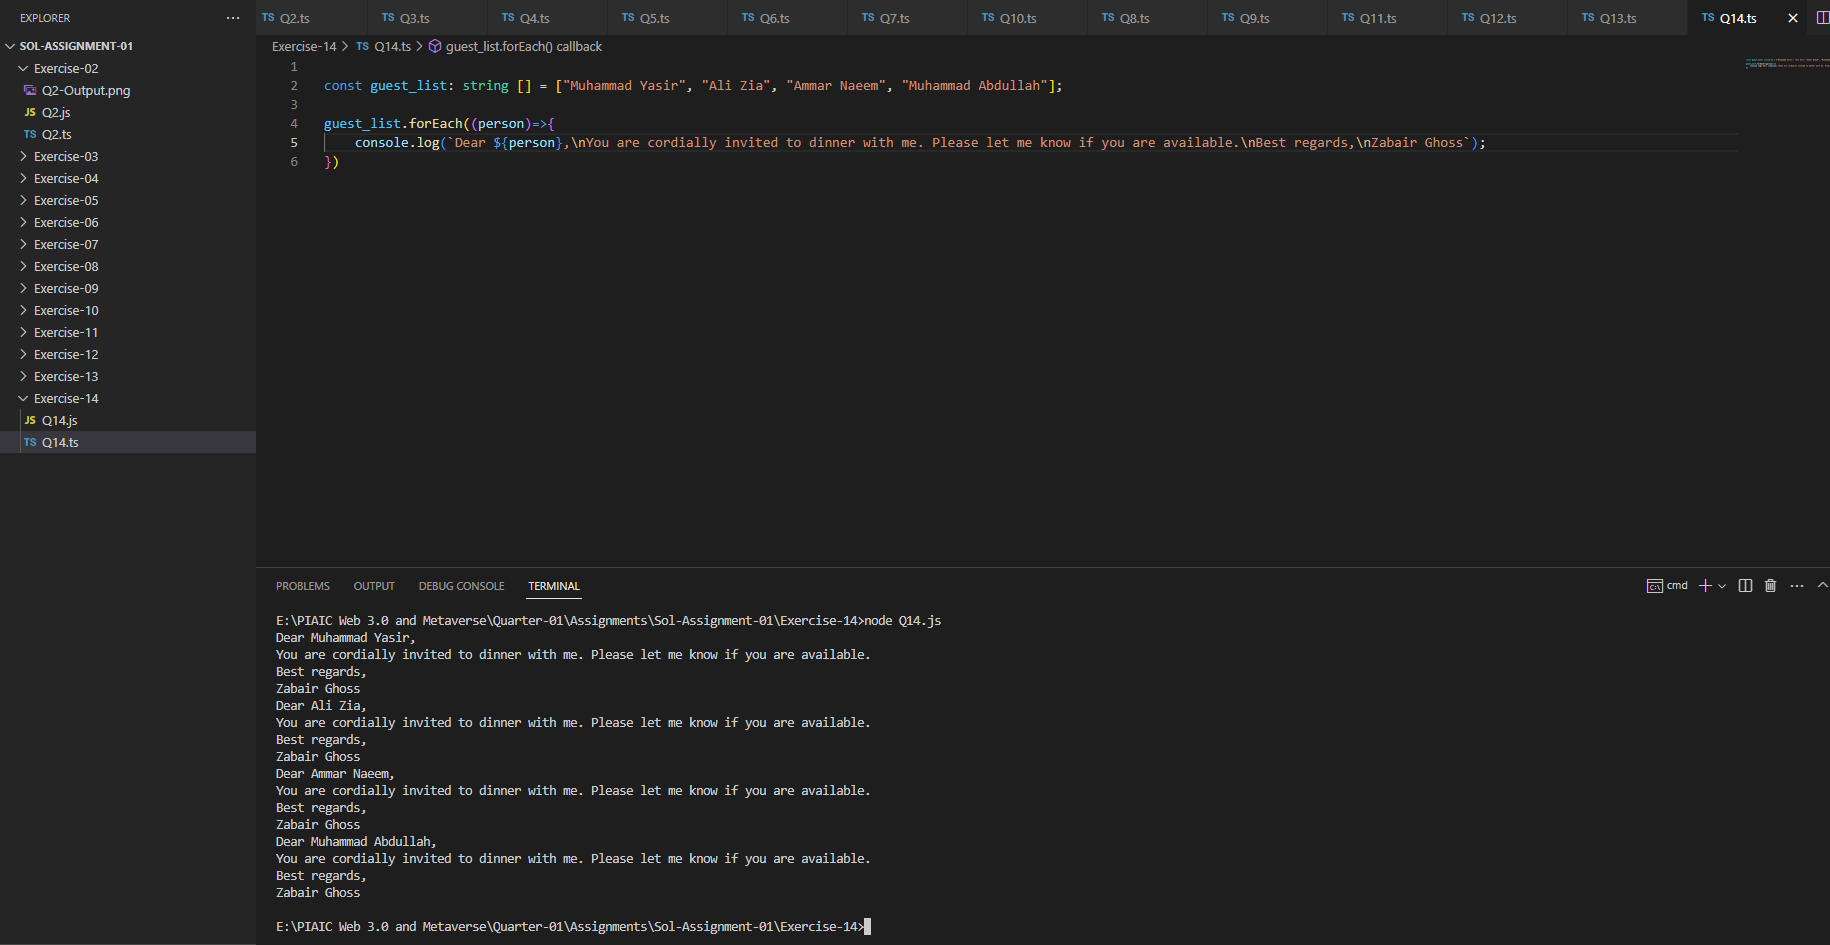 EXPLORER
SOL-ASSIGNMENT-01
Exercise-02
Q2-Output.png
JS Q2.js
TS Q2.ts
Exercise-03
Exercise-04
Exercise-05
Exercise-06
Exercise-07
Exercise-08
Exercise-09
Exercise-10
Exercise-11
Exercise-12
Exercise-13
Exercise-14
JS Q14.js
TS Q14.ts
TS Q2.ts TS Q3.ts TS Q4.ts TS Q5.ts TS Q6.ts TS Q7.ts TS Q10.ts TS Q8.ts TS Q9.ts TS Q11.ts TS Q12.ts TS Q13.ts TS Q14.ts
Exercise-14 > TS Q14.ts > guest_list.forEach() callback
1
2 const guest_list: string [] = ["Muhammad Yasir", "Ali Zia", "Ammar Naeem", "Muhammad Abdullah"];
3
4 guest_list.forEach((person)=>{
5 console.log(`Dear ${person},\nYou are cordially invited to dinner with me. Please let me know if you are available.\nBest regards,\nZabair Ghoss`);
6 })
PROBLEMS OUTPUT DEBUG CONSOLE TERMINAL
cmd
E:\PIAIC Web 3.0 and Metaverse\Quarter-01\Assignments\Sol-Assignment-01\Exercise-14>node Q14.js
Dear Muhammad Yasir,
You are cordially invited to dinner with me. Please let me know if you are available.
Best regards,
Zabair Ghoss
Dear Ali Zia,
You are cordially invited to dinner with me. Please let me know if you are available.
Best regards,
Zabair Ghoss
Dear Ammar Naeem,
You are cordially invited to dinner with me. Please let me know if you are available.
Best regards,
Zabair Ghoss
Dear Muhammad Abdullah,
You are cordially invited to dinner with me. Please let me know if you are available.
Best regards,
Zabair Ghoss
E:\PIAIC Web 3.0 and Metaverse\Quarter-01\Assignments\Sol-Assignment-01\Exercise-14>